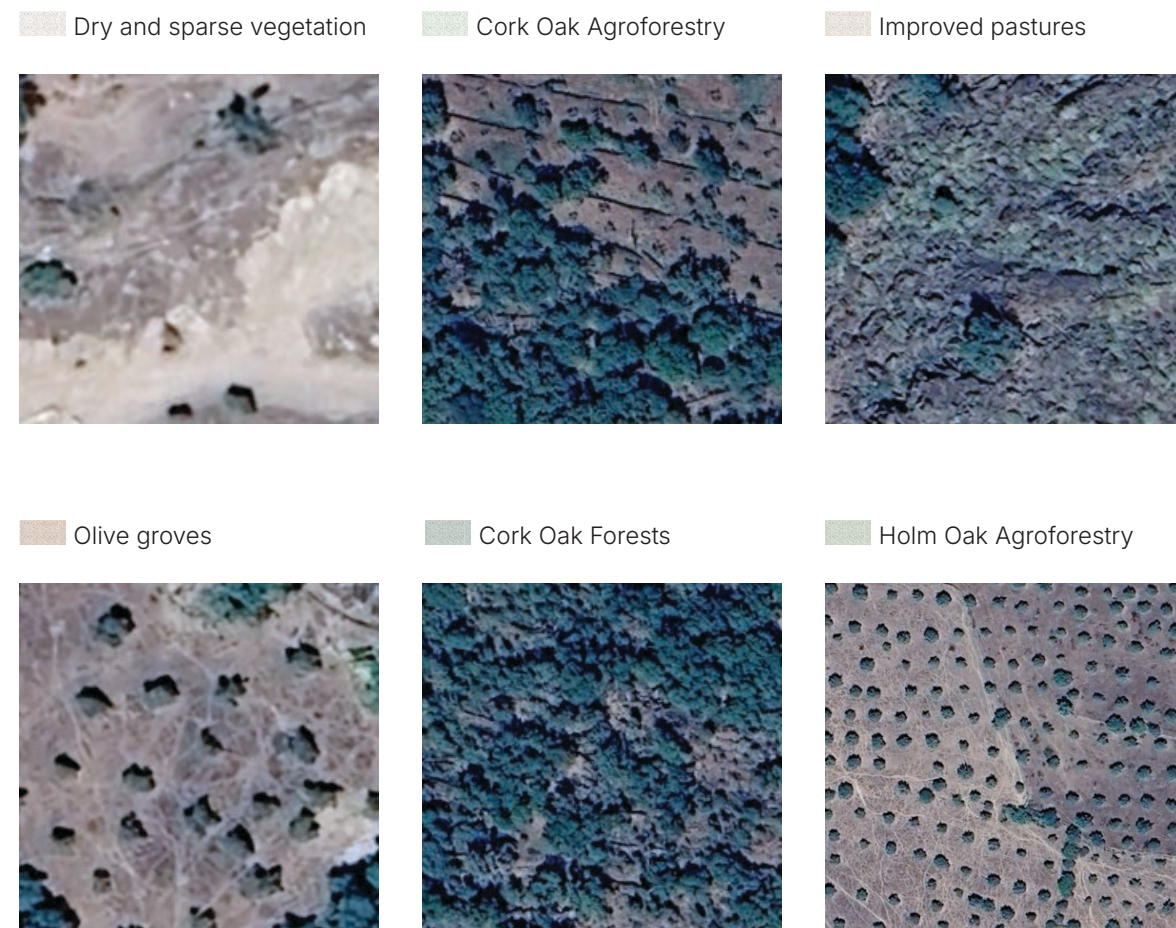 Dry and sparse vegetation
Cork Oak Agroforestry
Improved pastures
Olive groves
Cork Oak Forests
Holm Oak Agroforestry